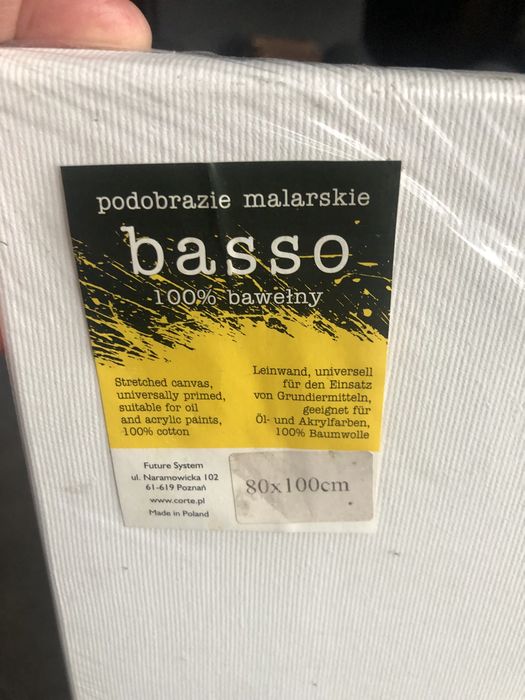 podobrazie malarskie
basso
100% bawełny
Stretched canvas,
universally primed,
suitable for oil
and acrylic paints,
100% cotton
Leinwand, universell
für den Einsatz
von Grundiermitteln,
geeignet für
Öl- und Akrylfarben,
100% Baumwolle
Future System
ul. Naramowicka 102
61-619 Poznań
www.corte.pl
Made in Poland
80x100cm